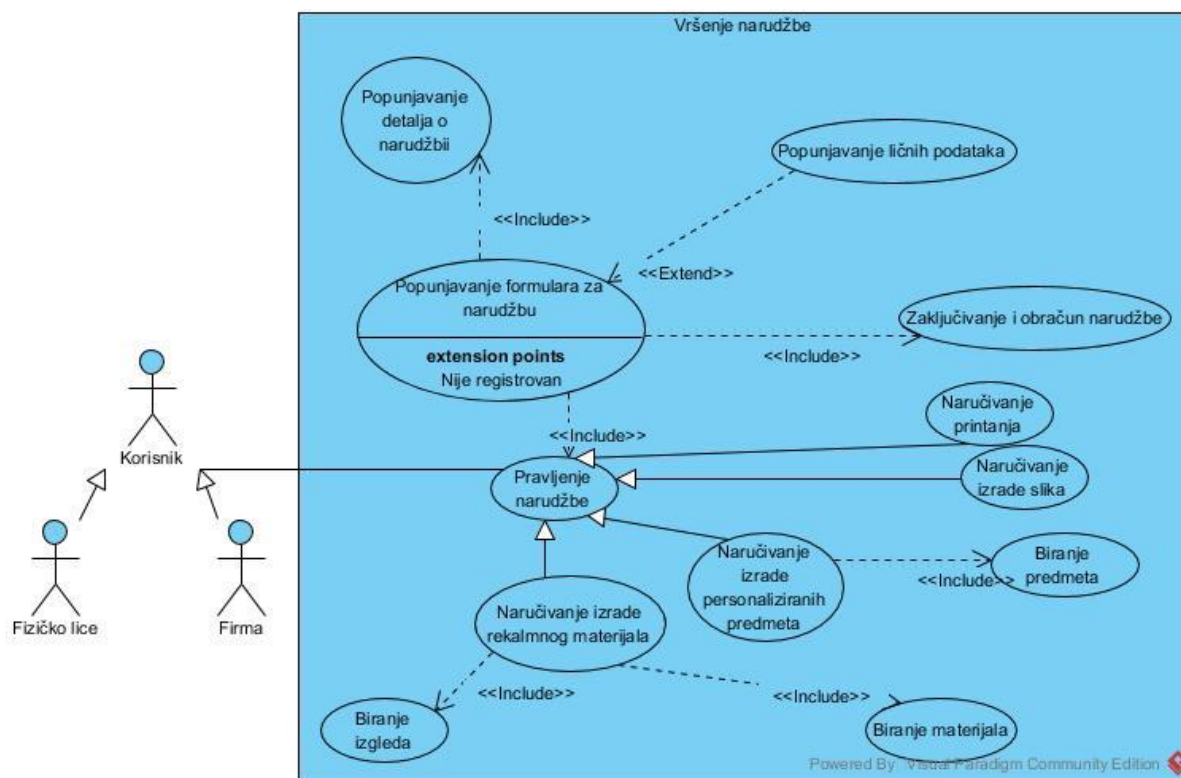 Vršenje narudžbe
Popunjavanje
detalja o
narudžbii
Popunjavanje ličnih podataka
<<Include>>
<<Extend>>
Popunjavanje formulara za
narudžbu
extension points
Nije registrovan
Zaključivanje i obračun narudžbe
<<Include>>
Naručivanje
printanja
<<Include>>
Korisnik
Pravljenje
narudžbe
Naručivanje
izrade slika
Naručivanje
izrade
personaliziranih
predmeta
Biranje
predmeta
<<Include>>
Fizičko lice
Firma
Naručivanje izrade
rekalmnog materijala
<<Include>>
<<Include>>
Biranje
izgleda
Biranje materijala
Powered By Visual Paradigm Community Edition